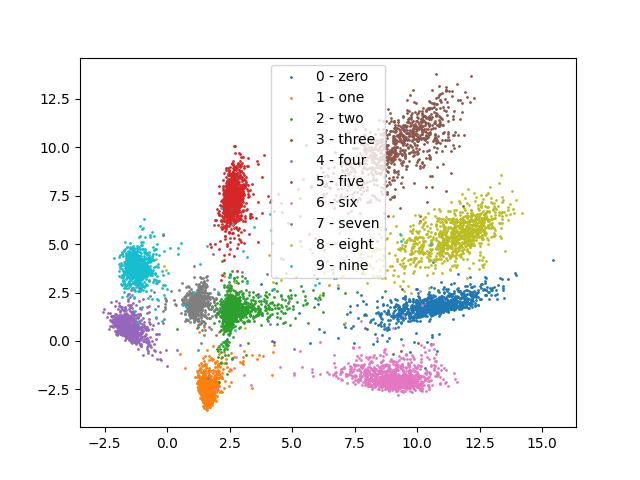 12.5
10.0
7.5
5.0
2.5
0.0
−2.5
−2.5
0.0
2.5
5.0
7.5
10.0
12.5
15.0
0 - zero
1 - one
2 - two
3 - three
4 - four
5 - five
6 - six
7 - seven
8 - eight
9 - nine